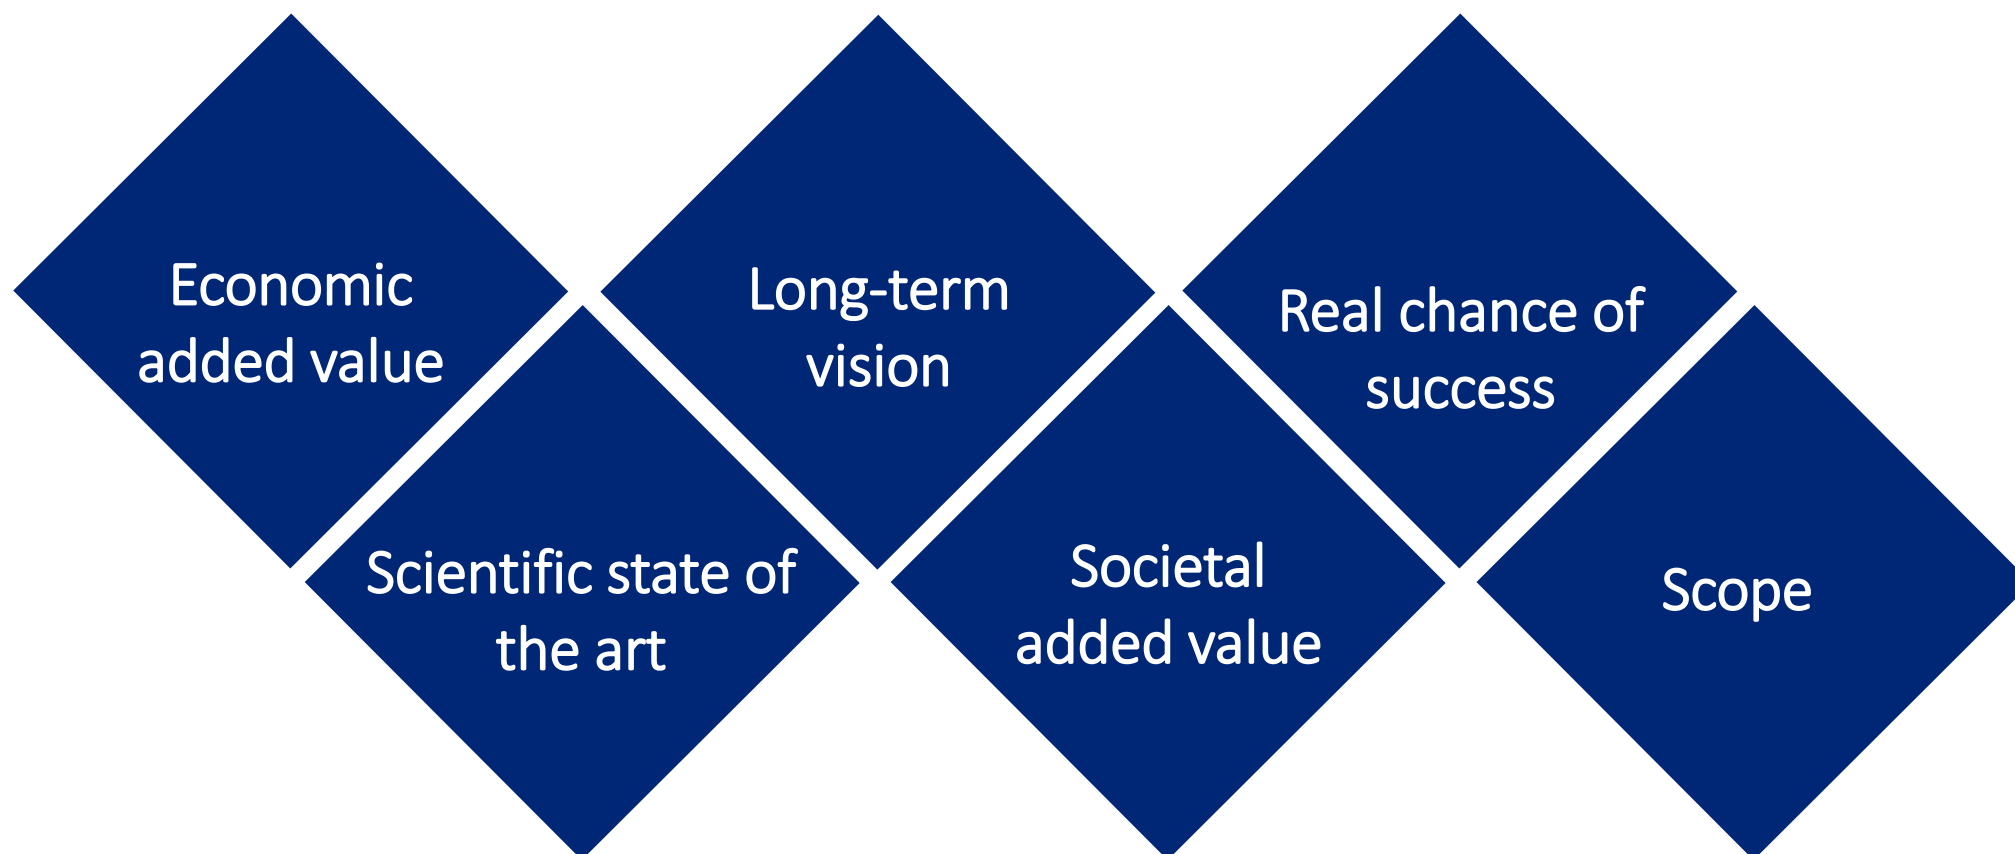 Economic
added value
Long-term
vision
Real chance of
success
Scientific state of
the art
Societal
added value
Scope